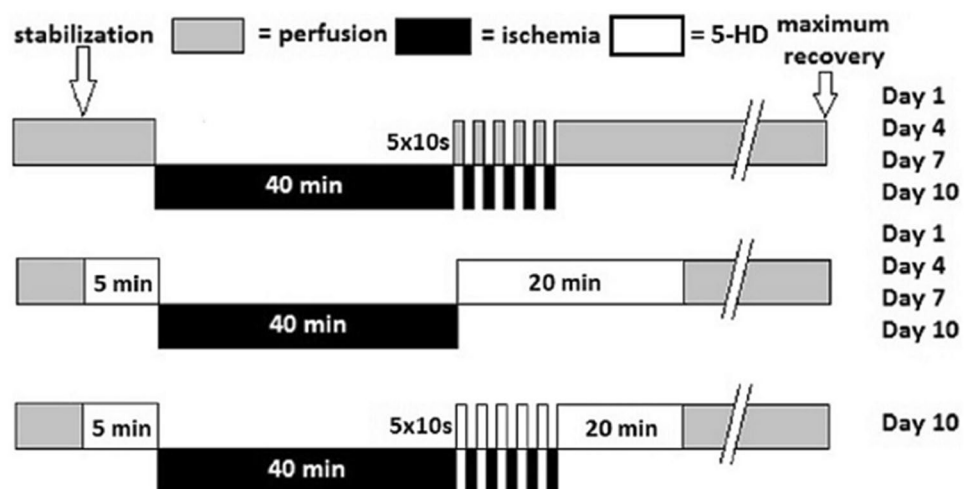 stabilization = perfusion = ischemia = 5-HD maximum recovery
Day 1
5x10s Day 4
Day 7
40 min Day 10
Day 1
5 min 20 min Day 4
Day 7
40 min Day 10
5 min 5x10s 20 min Day 10
40 min